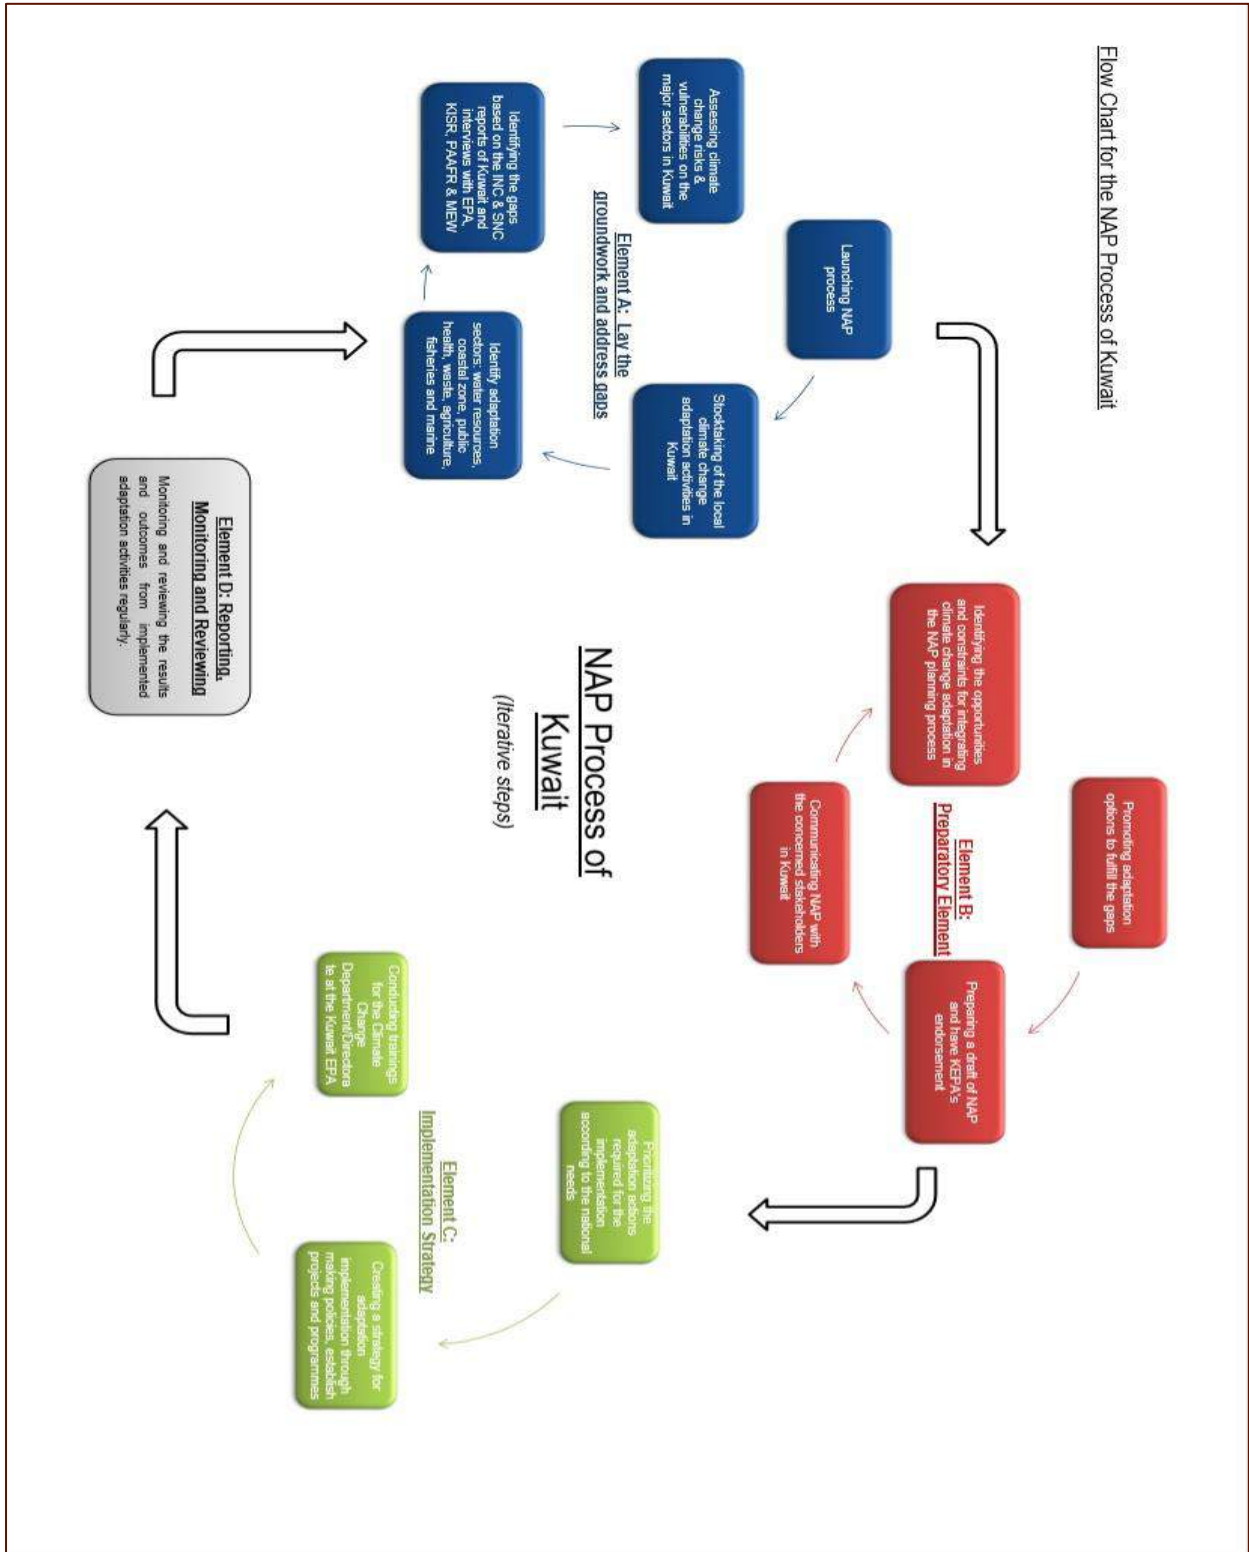 Flow Chart for the NAP Process of Kuwait
Launching NAP
process
Stocktaking of the local
climate change
adaptation activities in
Kuwait
Identify adaptation
sectors: water resources,
coastal zone, public
health, waste, agriculture,
fisheries and marine
Identifying the gaps
based on the INC & SNC
reports of Kuwait and
interviews with EPA,
KISR, PAAFR & MEW
Assessing climate
change risks &
vulnerabilities on the
major sectors in Kuwait
Element A: Lay the
groundwork and address gaps
Promoting adaptation
options to fulfill the gaps
Preparing a draft of NAP
and have KEPA's
endorsement
Communicating NAP with
the concerned stakeholders
in Kuwait
Identifying the opportunities
and constraints for integrating
climate change adaptation in
the NAP planning process
Element B:
Preparatory Element
NAP Process of
Kuwait
(Iterative steps)
Prioritizing the
adaptation actions
required for the
implementation
according to the national
needs
Creating a strategy for
adaptation
implementation through
making policies, establish
projects and programmes
Conducting trainings
for the Climate
Change
Department/Directora
te at the Kuwait EPA
Element C:
Implementation Strategy
Element D: Reporting,
Monitoring and Reviewing
Monitoring and reviewing the results
and outcomes from implemented
adaptation activities regularly.